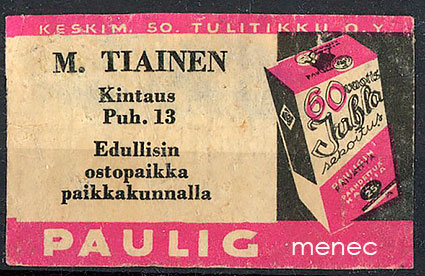 KESKIM. SO. TULITIKKU O.Y.
M. TIAINEN
Kintaus
Puh. 13
Edullisin
ostopaikka
paikkakunnalla
60
Juhla
sekoitus
PAULIG
menec